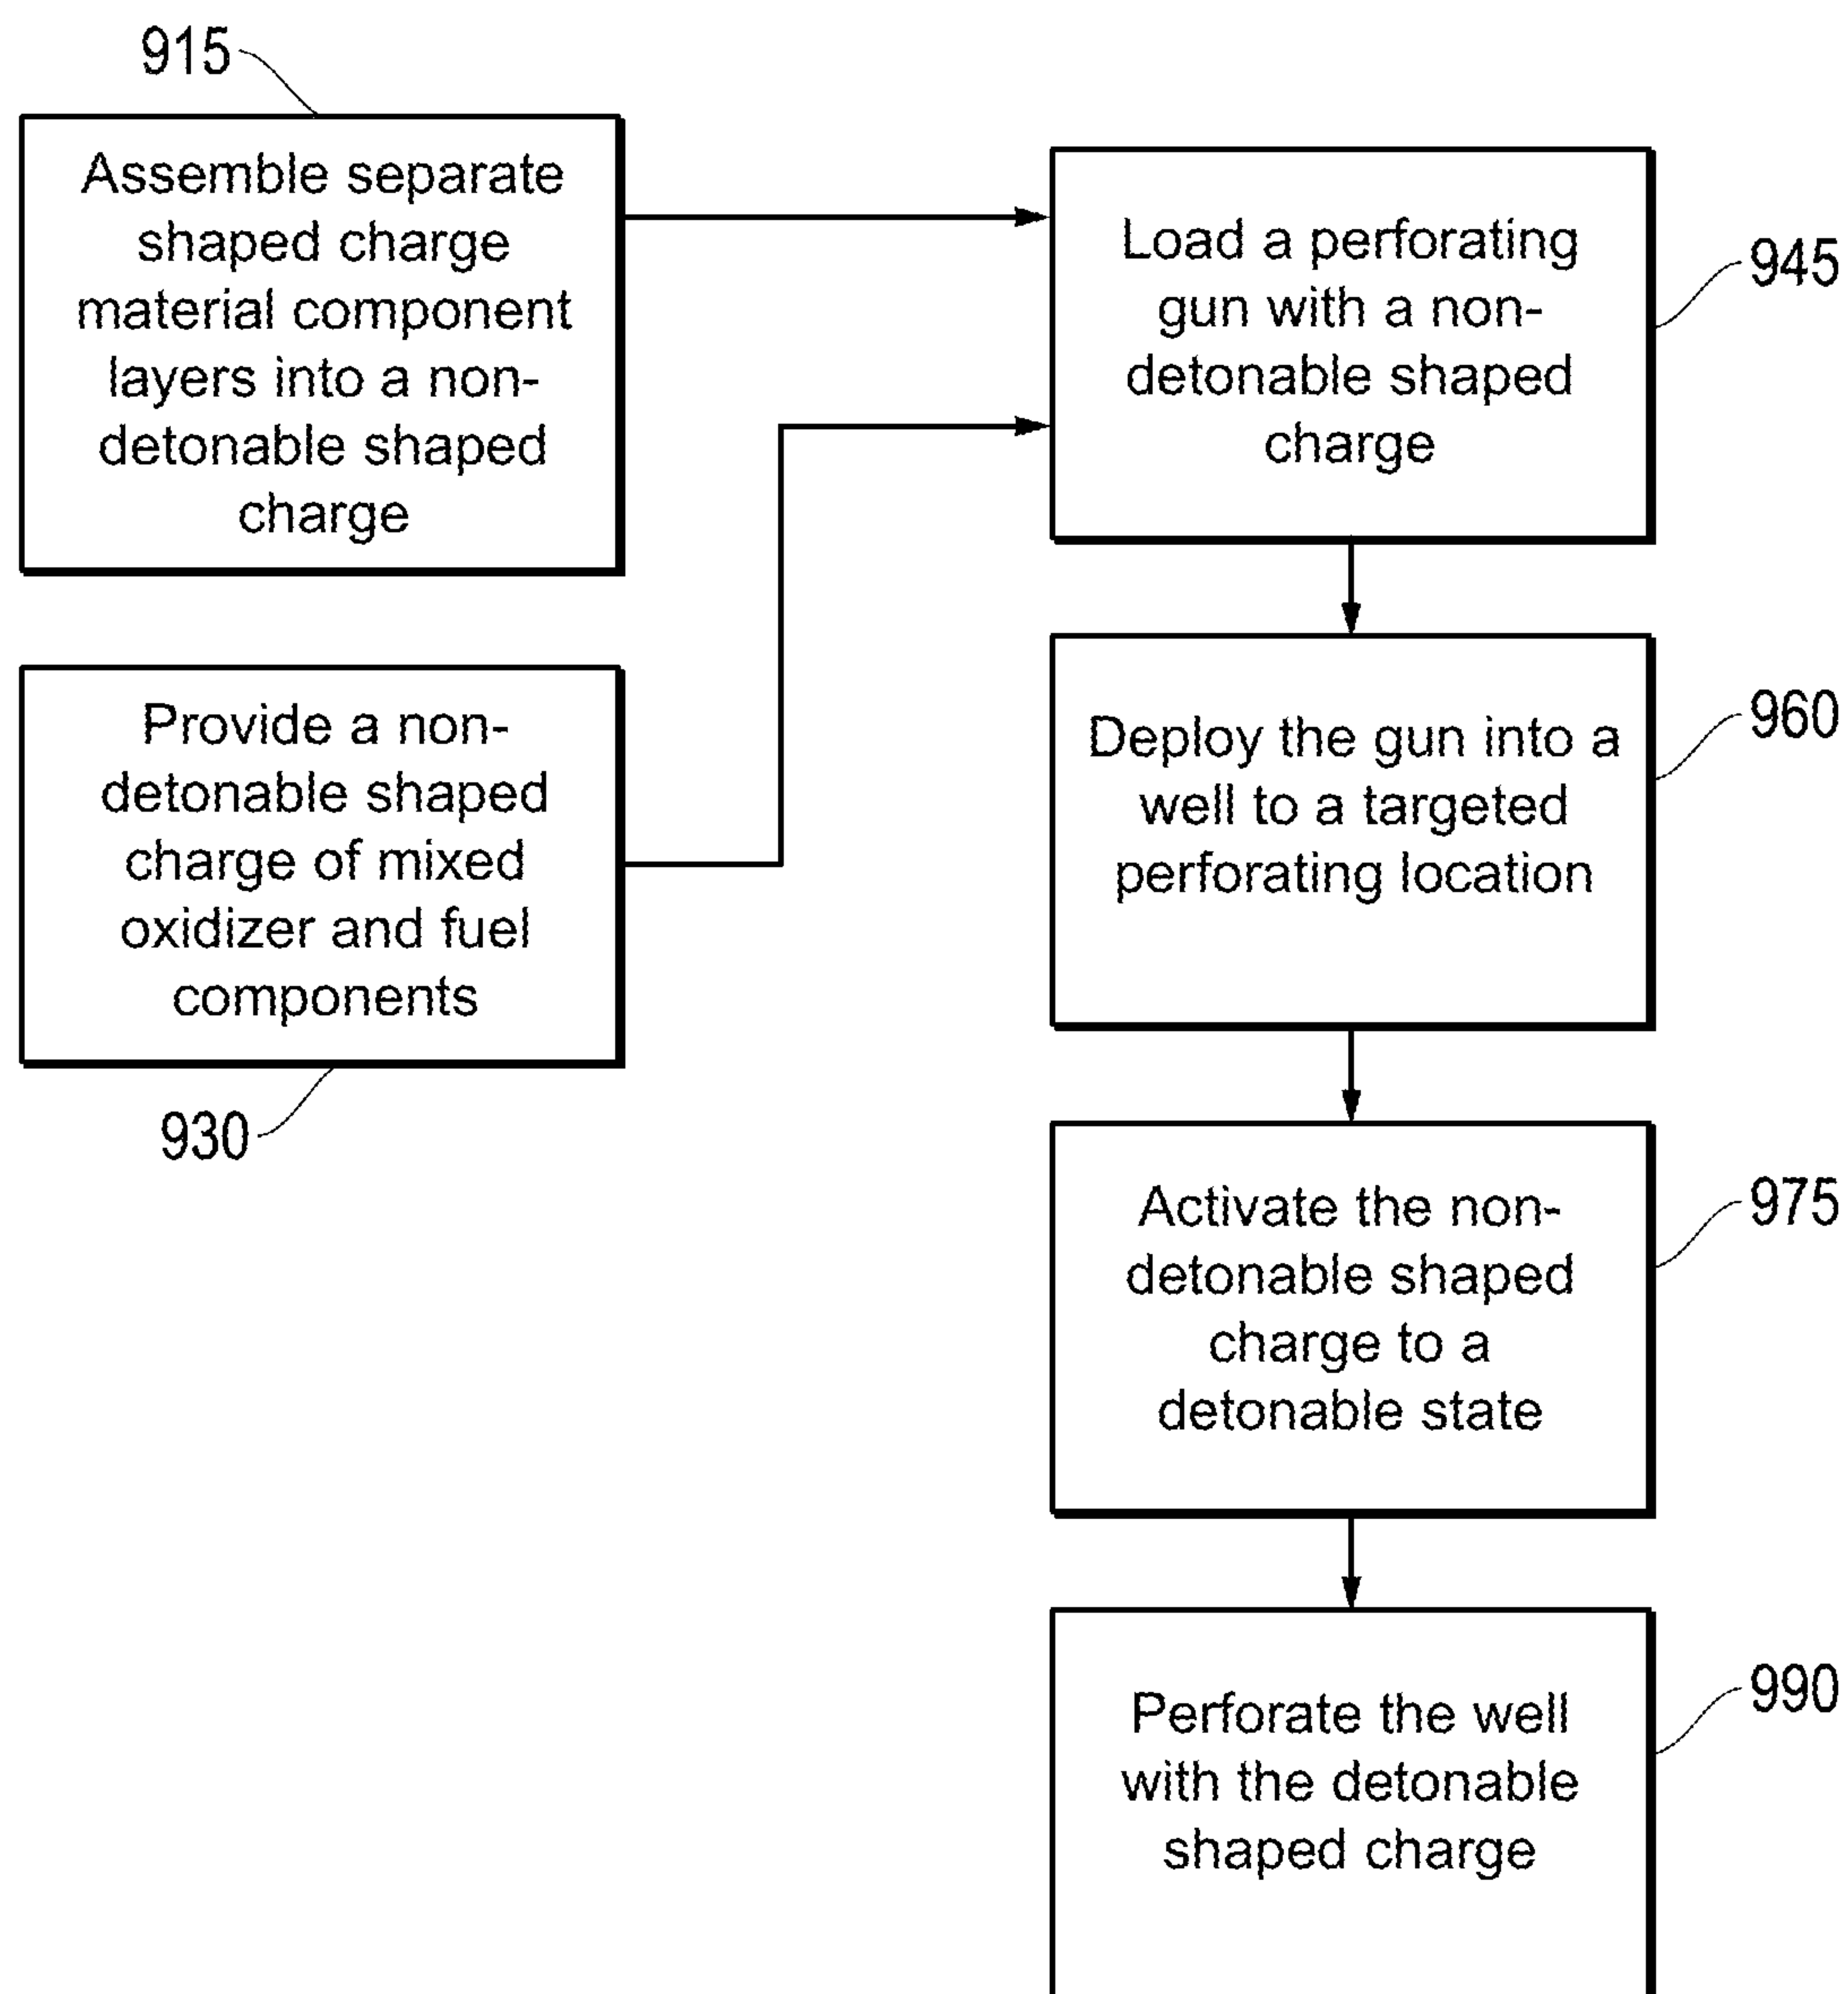 915
Assemble separate
shaped charge
material component
layers into a non-
detonable shaped
charge
Provide a non-
detonable shaped
charge of mixed
oxidizer and fuel
components
930
Load a perforating
gun with a non-
detonable shaped
charge
945
Deploy the gun into a
well to a targeted
perforating location
960
Activate the non-
detonable shaped
charge to a
detonable state
975
Perforate the well
with the detonable
shaped charge
990